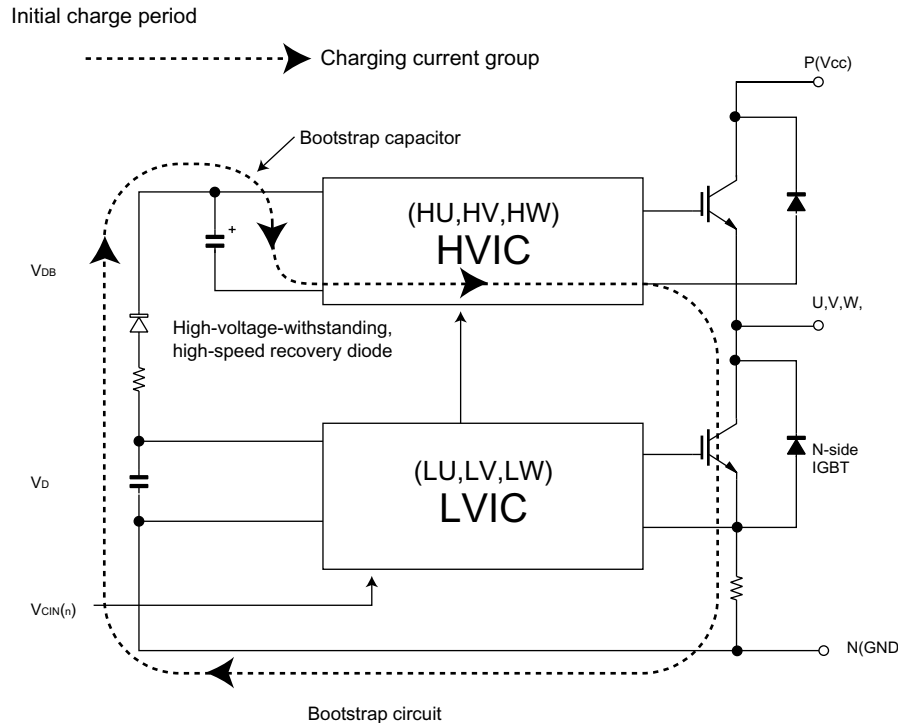 Initial charge period
Charging current group
P(Vcc)
Bootstrap capacitor
(HU,HV,HW)
HVIC
+
VDB
U,V,W,
High-voltage-withstanding,
high-speed recovery diode
(LU,LV,LW)
LVIC
N-side
IGBT
VD
VCIN(n)
N(GND
Bootstrap circuit